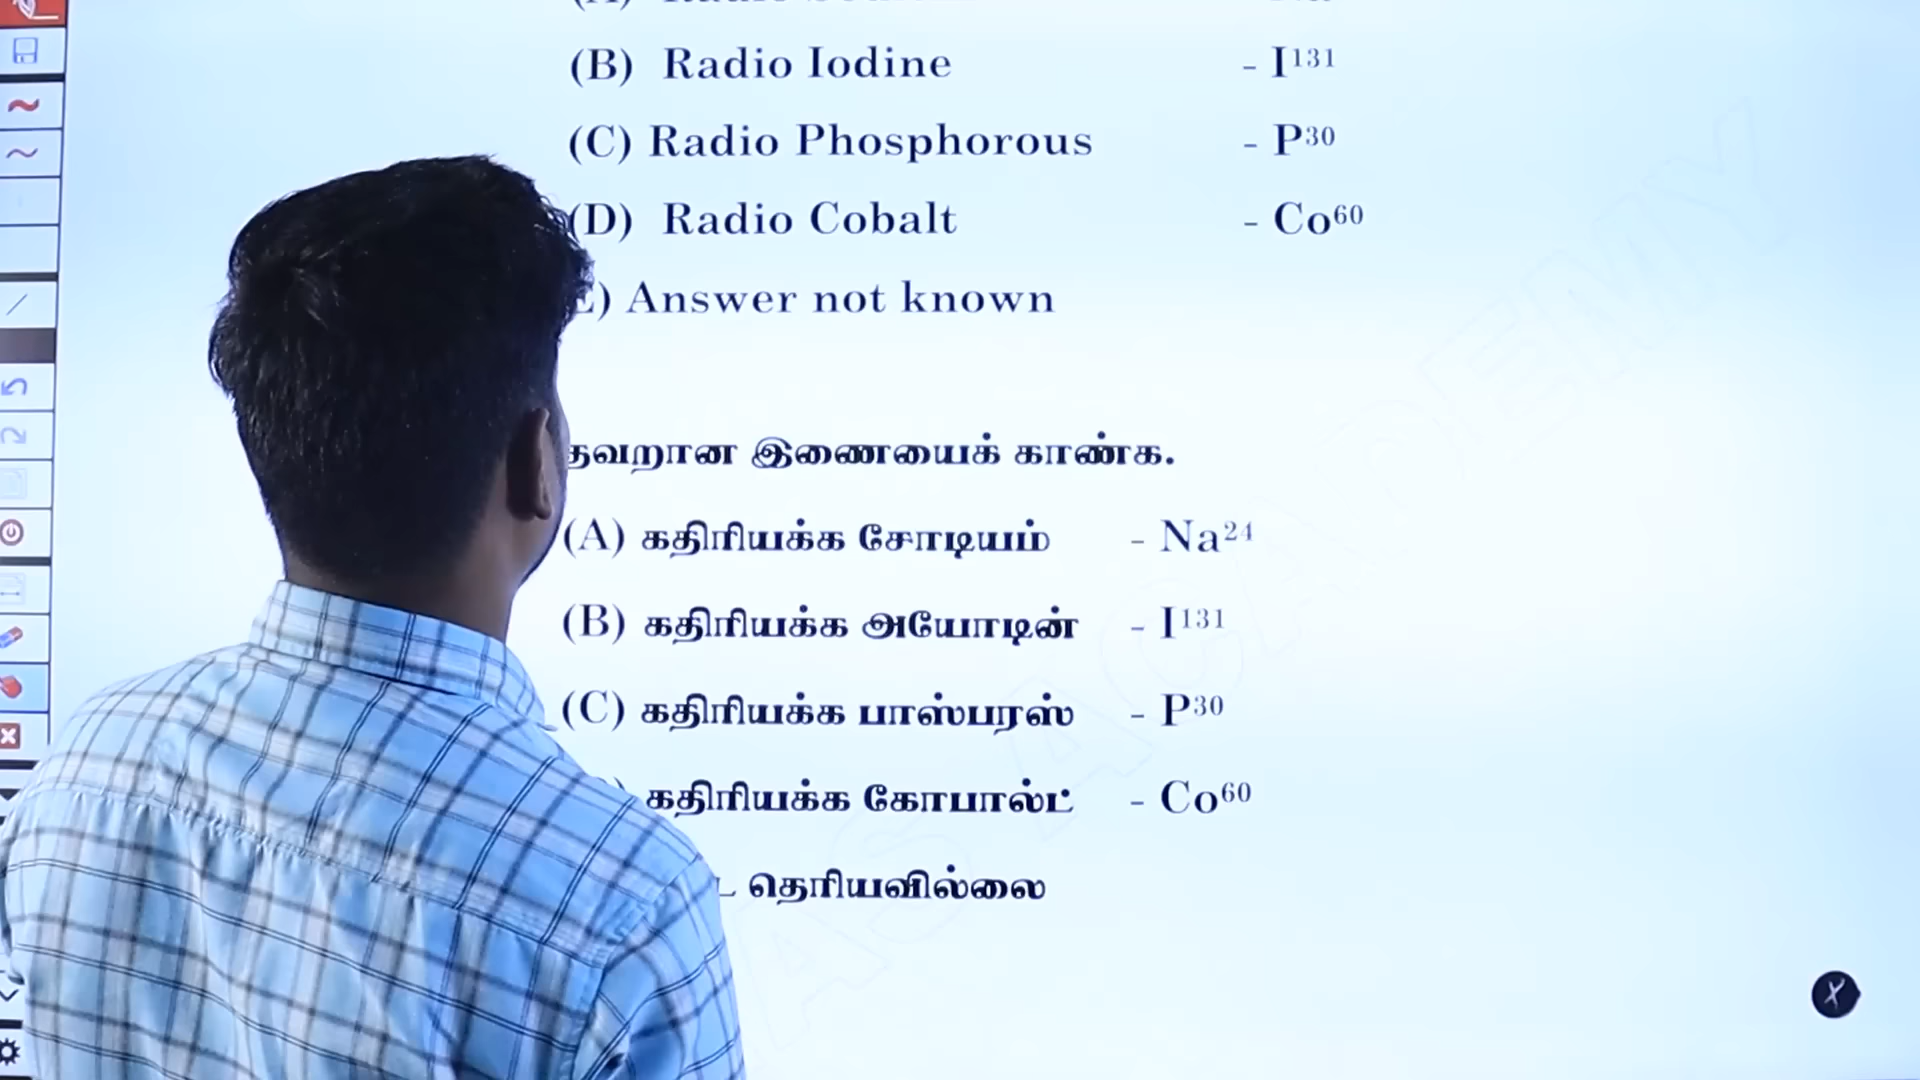 (B) Radio Iodine - I¹³¹
(C) Radio Phosphorous - P³⁰
(D) Radio Cobalt - Co⁶⁰
E) Answer not known
தவறான இணையைக் காண்க.
(A) கதிரியக்க சோடியம் - Na²⁴
(B) கதிரியக்க அயோடின் - I¹³¹
(C) கதிரியக்க பாஸ்பரஸ் - P³⁰
) கதிரியக்க கோபால்ட் - Co⁶⁰
தெரியவில்லை
ACADEMY